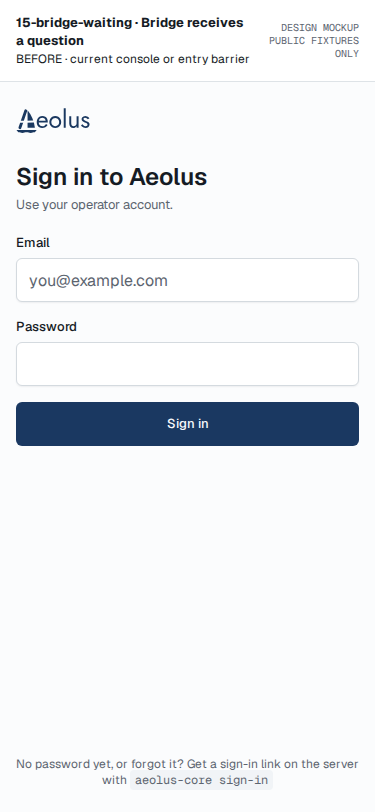 15-bridge-waiting · Bridge receives
a question
BEFORE · current console or entry barrier
DESIGN MOCKUP
PUBLIC FIXTURES
ONLY
Aeolus
Sign in to Aeolus
Use your operator account.
Email
you@example.com
Password
Sign in
No password yet, or forgot it? Get a sign-in link on the server
with aeolus-core sign-in